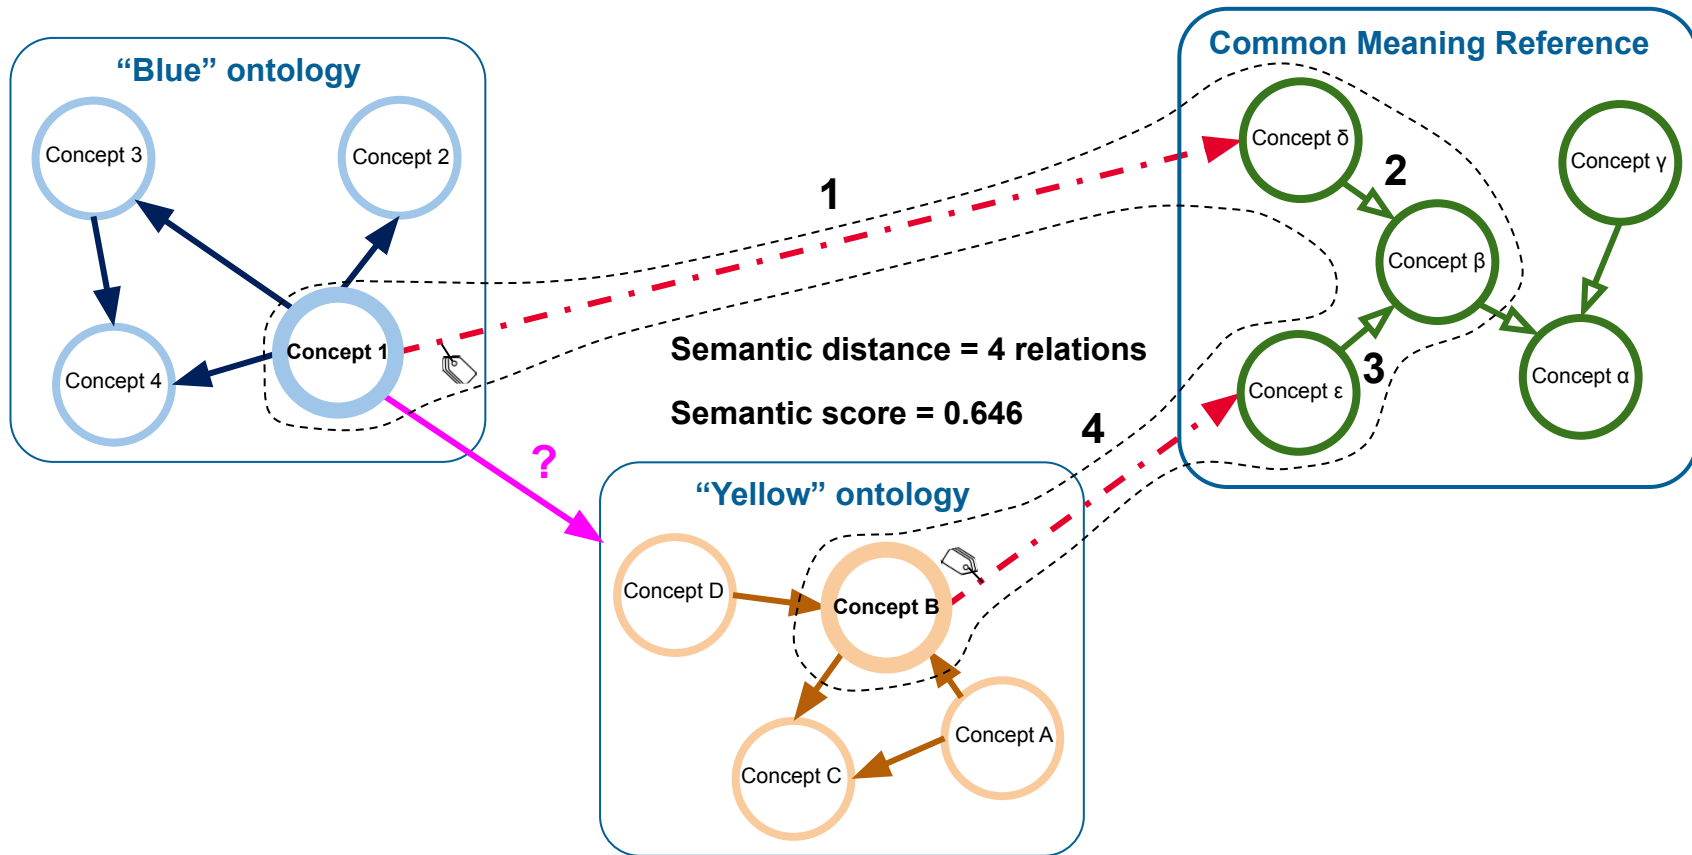 “Blue” ontology
Concept 3
Concept 2
Concept 1
Concept 4
?
1
Semantic distance = 4 relations
Semantic score = 0.646
4
Common Meaning Reference
Concept δ
2
Concept γ
Concept β
3
Concept ε
Concept α
“Yellow” ontology
Concept D
Concept B
Concept A
Concept C